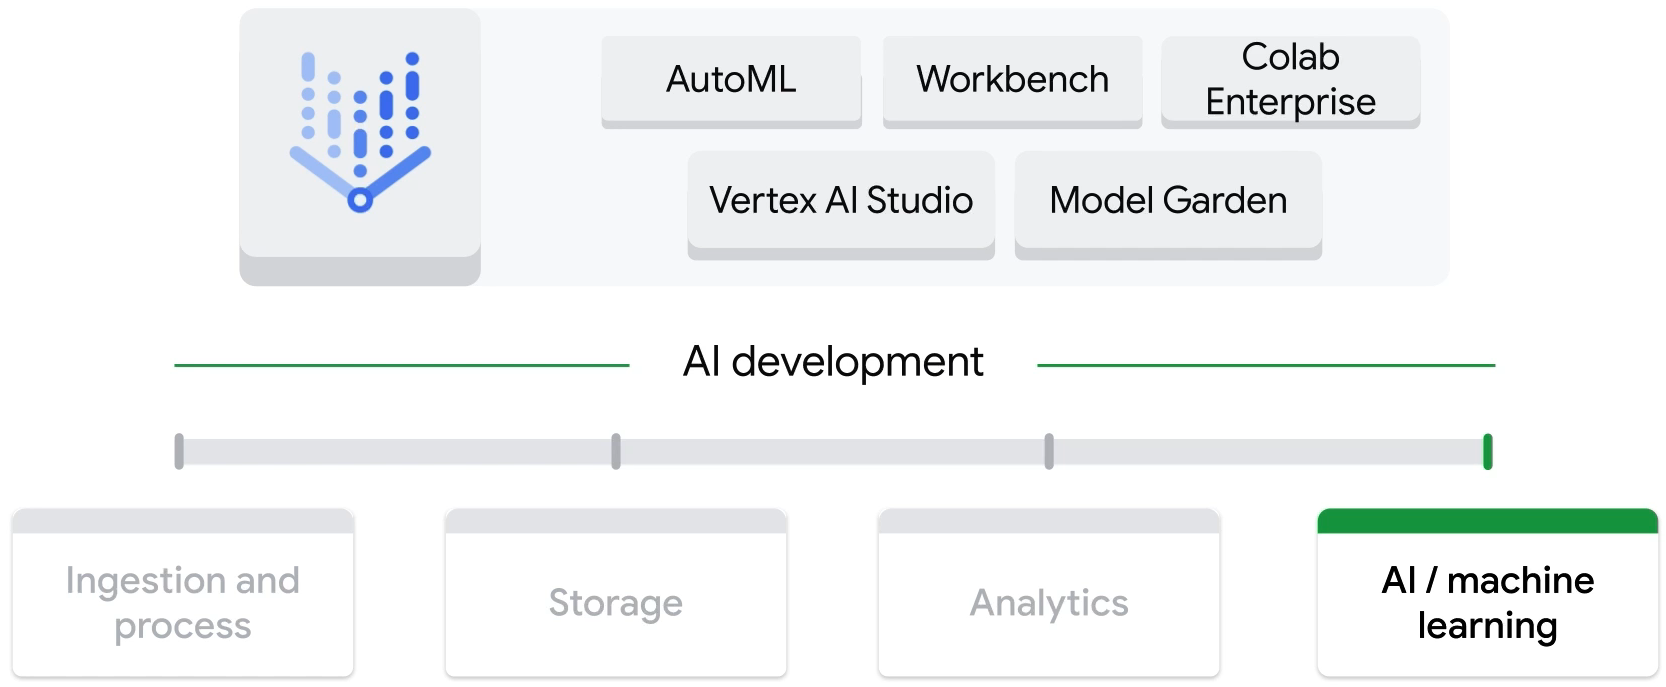 AutoML
Workbench
Colab
Enterprise
Vertex AI Studio
Model Garden
AI development
Ingestion and
process
Storage
Analytics
AI / machine
learning